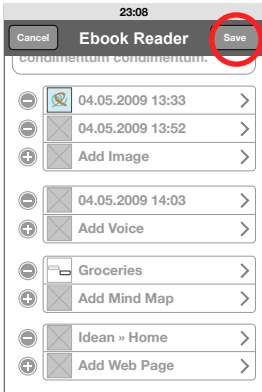 23:08
Cancel Ebook Reader Save
condimentum condimentum.
04.05.2009 13:33
04.05.2009 13:52
Add Image
04.05.2009 14:03
Add Voice
Groceries
Add Mind Map
Idean » Home
Add Web Page